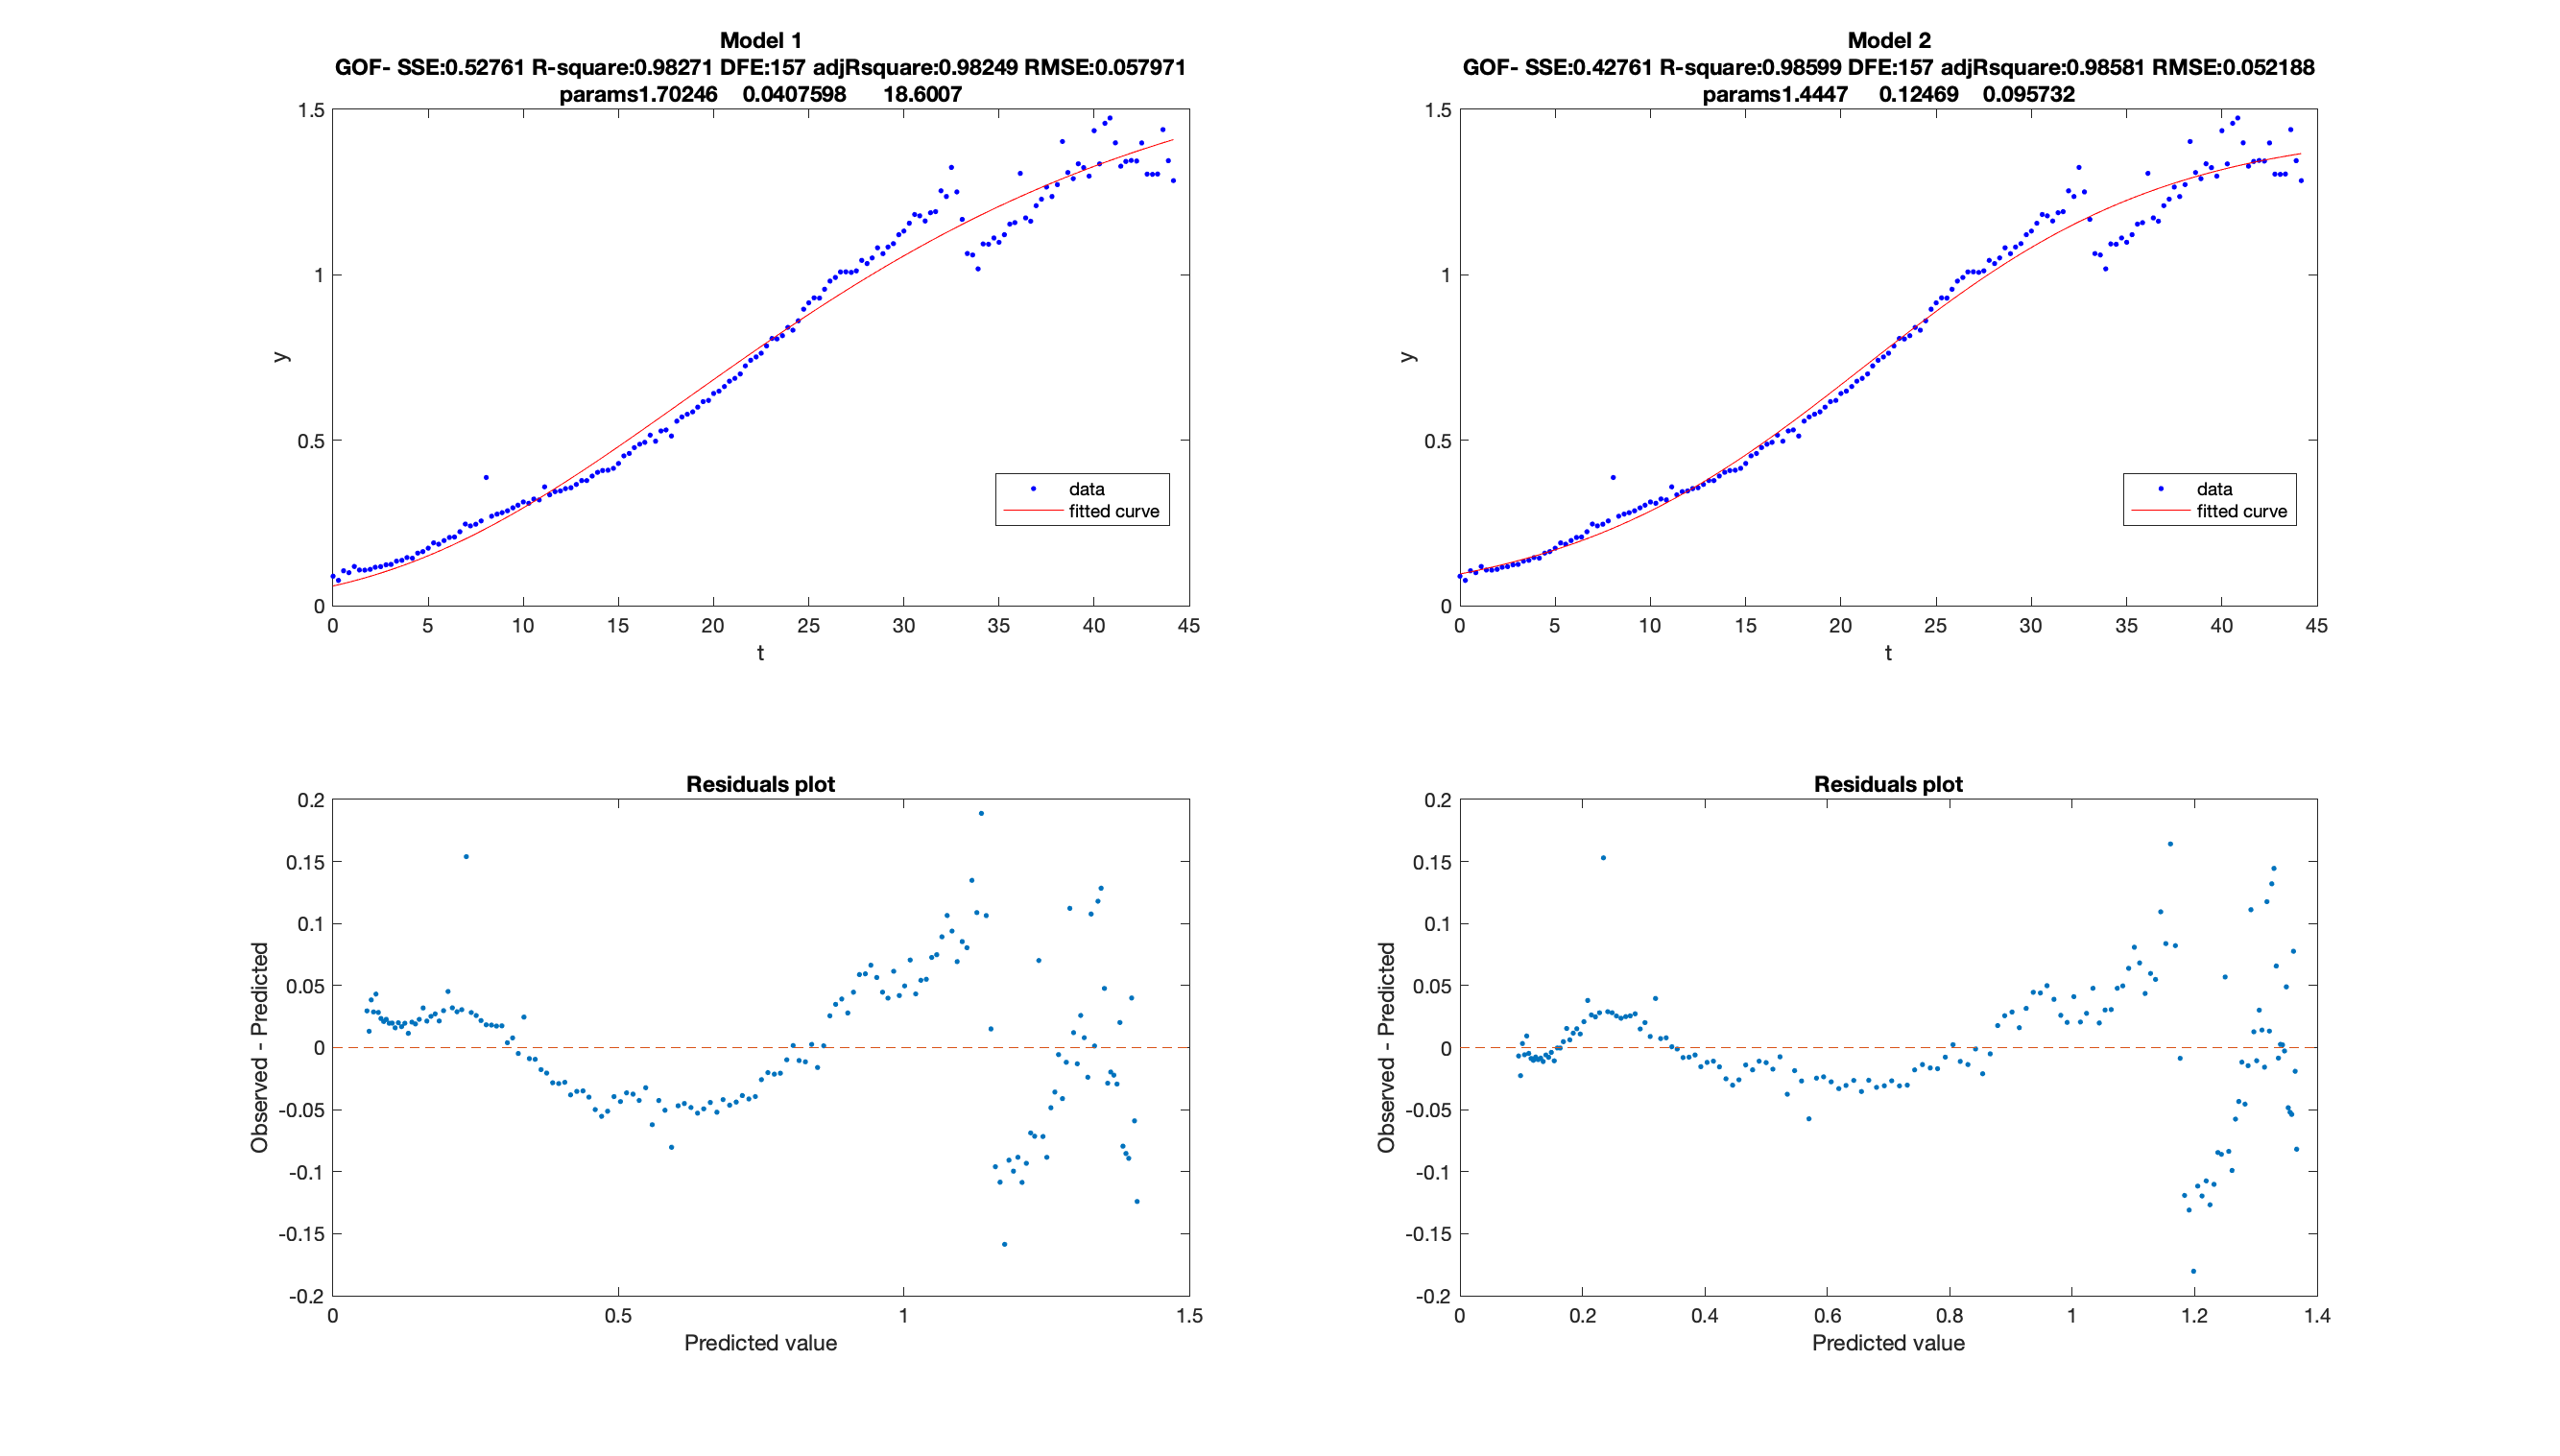 Model 1
GOF- SSE:0.52761 R-square:0.98271 DFE:157 adjRsquare:0.98249 RMSE:0.057971
params1.70246 0.0407598 18.6007
1.5
1
0.5
0
y
0 5 10 15 20 25 30 35 40 45
t
data
fitted curve
Model 2
GOF- SSE:0.42761 R-square:0.98599 DFE:157 adjRsquare:0.98581 RMSE:0.052188
params1.4447 0.12469 0.095732
1.5
1
0.5
0
y
0 5 10 15 20 25 30 35 40 45
t
data
fitted curve
Residuals plot
0.2
0.15
0.1
0.05
0
-0.05
-0.1
-0.15
-0.2
Observed - Predicted
0 0.5 1 1.5
Predicted value
Residuals plot
0.2
0.15
0.1
0.05
0
-0.05
-0.1
-0.15
-0.2
Observed - Predicted
0 0.2 0.4 0.6 0.8 1 1.2 1.4
Predicted value